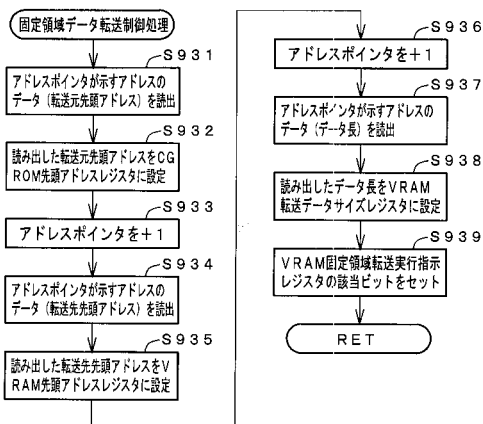 固定領域データ転送制御処理
S931
アドレスポインタが示すアドレスの
データ（転送元先頭アドレス）を読出
S932
読み出した転送元先頭アドレスをCG
ROM先頭アドレスレジスタに設定
S933
アドレスポインタを+1
S934
アドレスポインタが示すアドレスの
データ（転送先先頭アドレス）を読出
S935
読み出した転送先先頭アドレスをV
RAM先頭アドレスレジスタに設定
S936
アドレスポインタを+1
S937
アドレスポインタが示すアドレスの
データ（データ長）を読出
S938
読み出したデータ長をVRAM
転送データサイズレジスタに設定
S939
VRAM固定領域転送実行指示
レジスタの該当ビットをセット
RET